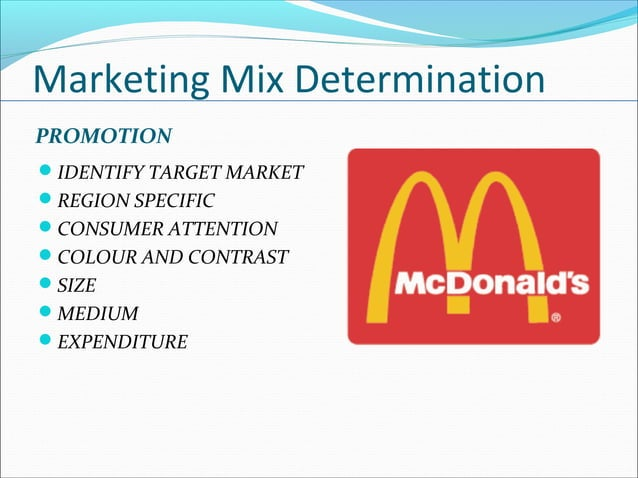 Marketing Mix Determination
PROMOTION
IDENTIFY TARGET MARKET
REGION SPECIFIC
CONSUMER ATTENTION
COLOUR AND CONTRAST
SIZE
MEDIUM
EXPENDITURE
McDonald's
®